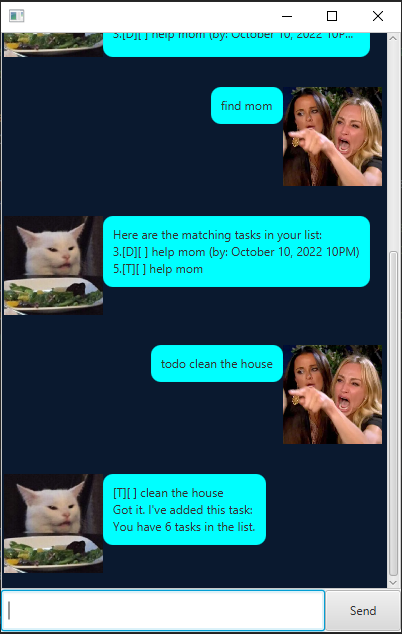 3.[D][ ] help mom (by: October 10, 2022 10P...
find mom
Here are the matching tasks in your list:
3.[D][ ] help mom (by: October 10, 2022 10PM)
5.[T][ ] help mom
todo clean the house
[T][ ] clean the house
Got it. I've added this task:
You have 6 tasks in the list.
Send